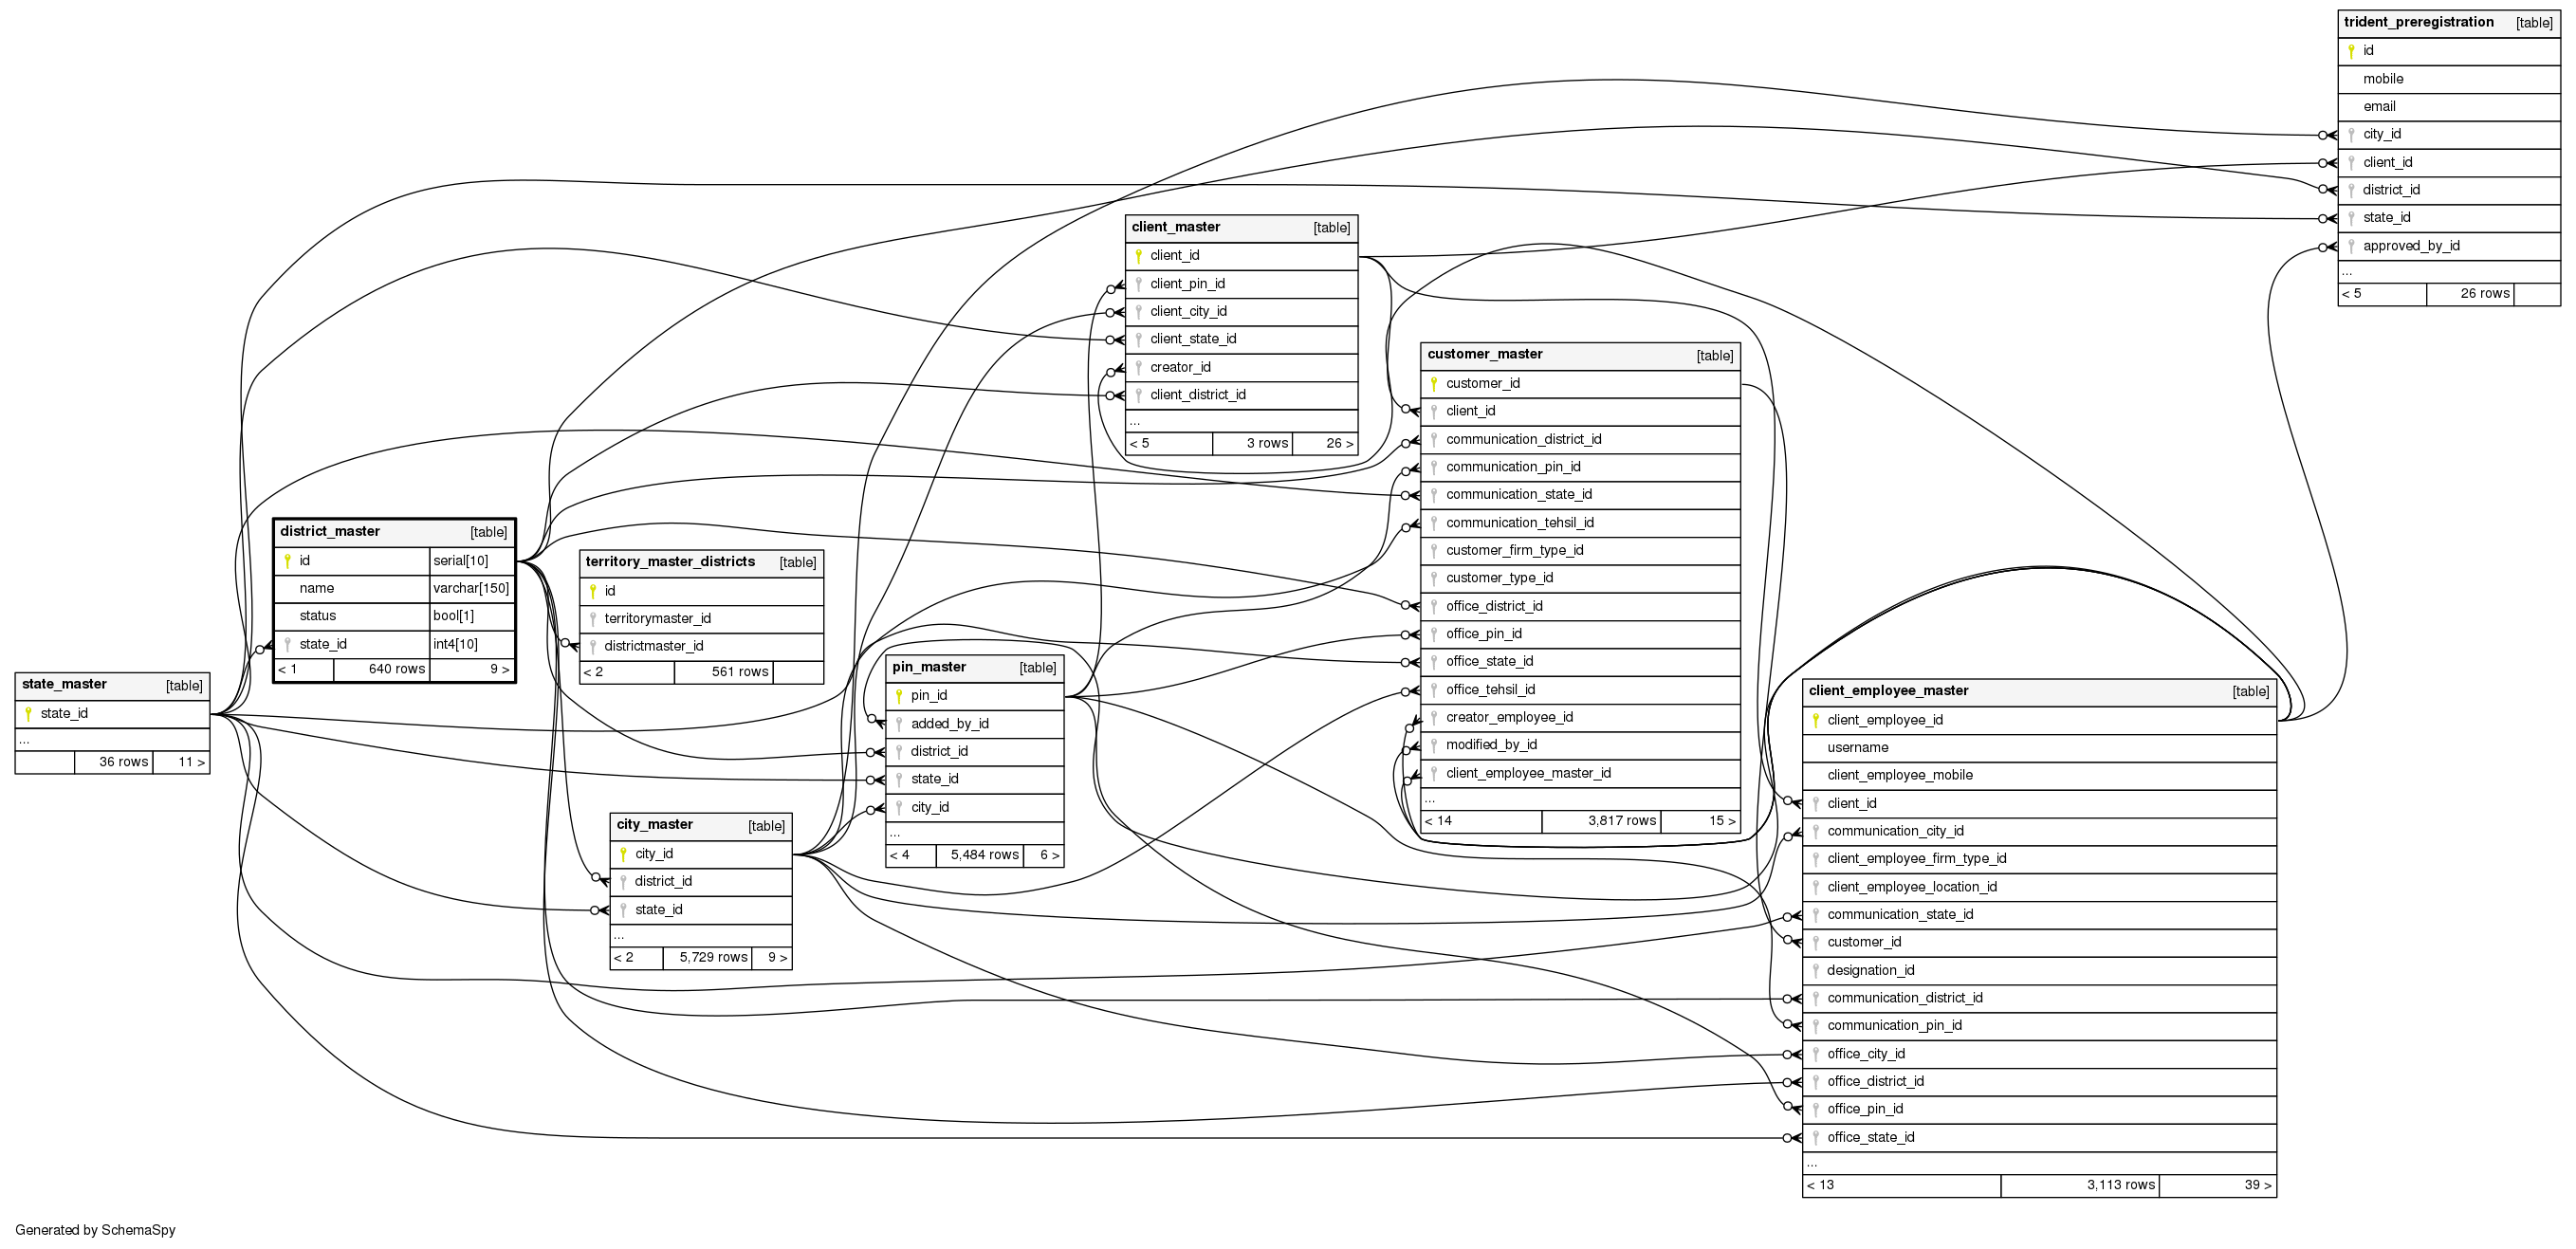 trident_preregistration [table]
id
mobile
email
city_id
client_id
district_id
state_id
approved_by_id
...
< 5 26 rows
client_master [table]
client_id
client_pin_id
client_city_id
client_state_id
creator_id
client_district_id
...
< 5 3 rows 26 >
customer_master [table]
customer_id
client_id
communication_district_id
communication_pin_id
communication_state_id
communication_tehsil_id
customer_firm_type_id
customer_type_id
office_district_id
office_pin_id
office_state_id
office_tehsil_id
creator_employee_id
modified_by_id
client_employee_master_id
...
< 14 3,817 rows 15 >
district_master [table]
id serial[10]
name varchar[150]
status bool[1]
state_id int4[10]
< 1 640 rows 9 >
territory_master_districts [table]
id
territorymaster_id
districtmaster_id
< 2 561 rows
pin_master [table]
pin_id
added_by_id
district_id
state_id
city_id
...
< 4 5,484 rows 6 >
state_master [table]
state_id
...
36 rows 11 >
city_master [table]
city_id
district_id
state_id
...
< 2 5,729 rows 9 >
client_employee_master [table]
client_employee_id
username
client_employee_mobile
client_id
communication_city_id
client_employee_firm_type_id
client_employee_location_id
communication_state_id
customer_id
designation_id
communication_district_id
communication_pin_id
office_city_id
office_district_id
office_pin_id
office_state_id
...
< 13 3,113 rows 39 >
Generated by SchemaSpy